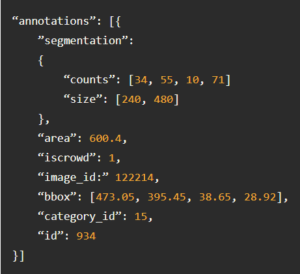 “annotations”: [{
”segmentation”:
{
“counts”: [34, 55, 10, 71]
“size”: [240, 480]
},
“area”: 600.4,
“iscrowd”: 1,
“image_id:” 122214,
“bbox”: [473.05, 395.45, 38.65, 28.92],
“category_id”: 15,
“id”: 934
}]